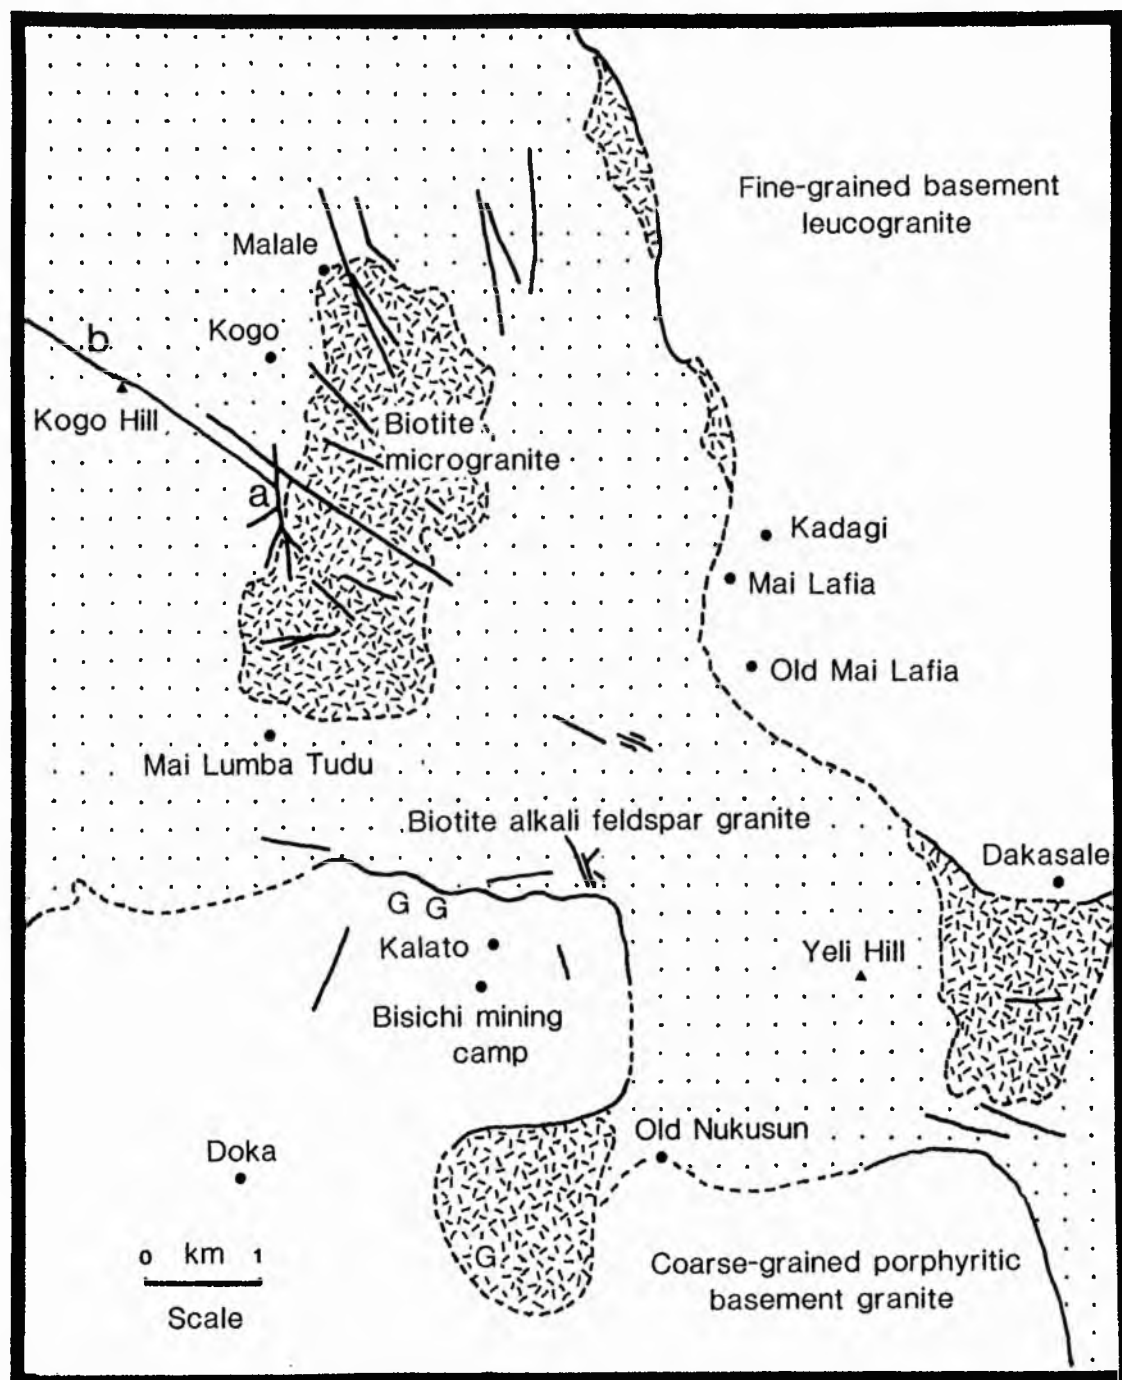 Fine-grained basement
leucogranite
Malale
Kogo
b
Kogo Hill
Biotite
microgranite
a
Kadagi
Mai Lafia
Old Mai Lafia
Mai Lumba Tudu
Biotite alkali feldspar granite
Dakasale
G G
Kalato
Yeli Hill
Bisichi mining
camp
Old Nukusun
Doka
0 km 1
Scale
G
Coarse-grained porphyritic
basement granite